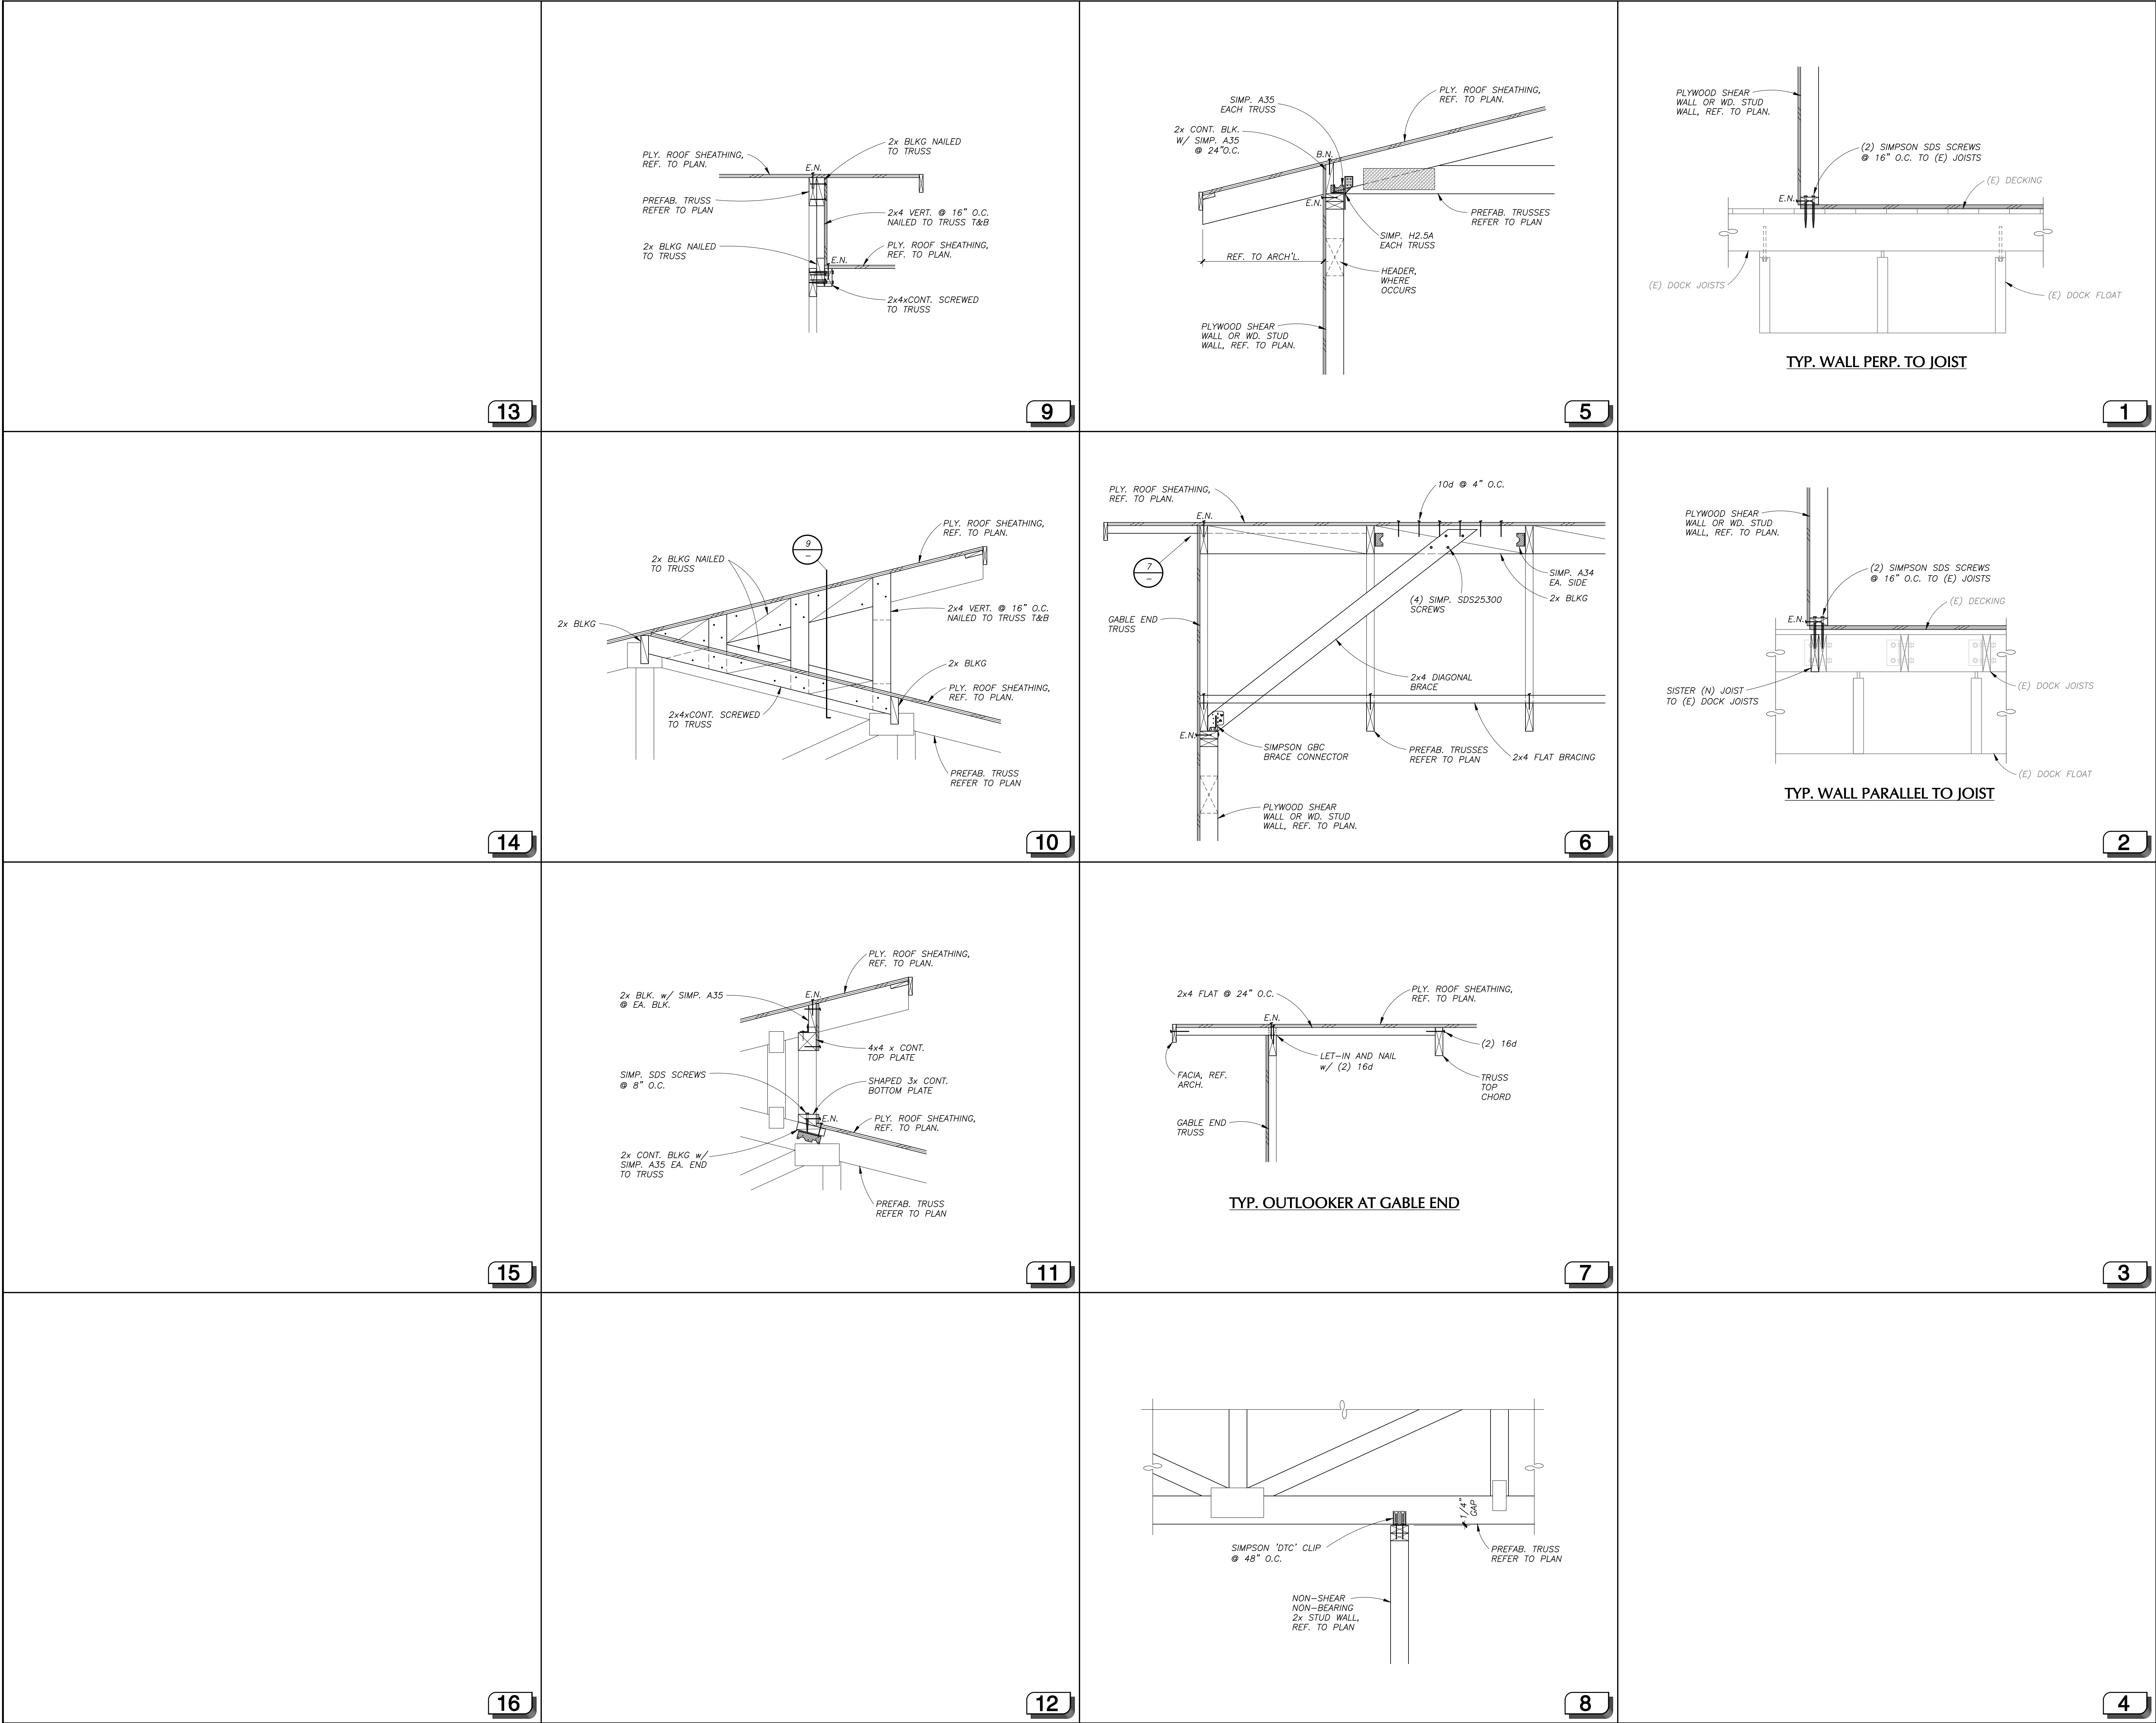 PLY. ROOF SHEATHING,
REF. TO PLAN.
E.N.
2x BLKG NAILED
TO TRUSS
PREFAB. TRUSS
REFER TO PLAN
2x4 VERT. @ 16" O.C.
NAILED TO TRUSS T&B
2x BLKG NAILED
TO TRUSS
PLY. ROOF SHEATHING,
REF. TO PLAN.
E.N.
2x4xCONT. SCREWED
TO TRUSS
13
9
SIMP. A35
EACH TRUSS
PLY. ROOF SHEATHING,
REF. TO PLAN.
2x CONT. BLK.
W/ SIMP. A35
@ 24"O.C.
B.N.
E.N.
PREFAB. TRUSSES
REFER TO PLAN
SIMP. H2.5A
EACH TRUSS
REF. TO ARCH'L.
HEADER,
WHERE
OCCURS
PLYWOOD SHEAR
WALL OR WD. STUD
WALL, REF. TO PLAN.
5
PLYWOOD SHEAR
WALL OR WD. STUD
WALL, REF. TO PLAN.
(2) SIMPSON SDS SCREWS
@ 16" O.C. TO (E) JOISTS
(E) DECKING
E.N.
(E) DOCK JOISTS
(E) DOCK FLOAT
TYP. WALL PERP. TO JOIST
1
14
PLY. ROOF SHEATHING,
REF. TO PLAN.
9
–
2x BLKG NAILED
TO TRUSS
2x4 VERT. @ 16" O.C.
NAILED TO TRUSS T&B
2x BLKG
2x BLKG
PLY. ROOF SHEATHING,
REF. TO PLAN.
2x4xCONT. SCREWED
TO TRUSS
PREFAB. TRUSS
REFER TO PLAN
10
PLY. ROOF SHEATHING,
REF. TO PLAN.
10d @ 4" O.C.
E.N.
7
–
SIMP. A34
EA. SIDE
2x BLKG
(4) SIMP. SDS25300
SCREWS
GABLE END
TRUSS
2x4 DIAGONAL
BRACE
E.N.
SIMPSON GBC
BRACE CONNECTOR
PREFAB. TRUSSES
REFER TO PLAN
2x4 FLAT BRACING
PLYWOOD SHEAR
WALL OR WD. STUD
WALL, REF. TO PLAN.
6
PLYWOOD SHEAR
WALL OR WD. STUD
WALL, REF. TO PLAN.
(2) SIMPSON SDS SCREWS
@ 16" O.C. TO (E) JOISTS
(E) DECKING
E.N.
SISTER (N) JOIST
TO (E) DOCK JOISTS
(E) DOCK JOISTS
(E) DOCK FLOAT
TYP. WALL PARALLEL TO JOIST
2
15
PLY. ROOF SHEATHING,
REF. TO PLAN.
2x BLK. w/ SIMP. A35
@ EA. BLK.
E.N.
4x4 x CONT.
TOP PLATE
SIMP. SDS SCREWS
@ 8" O.C.
SHAPED 3x CONT.
BOTTOM PLATE
E.N.
PLY. ROOF SHEATHING,
REF. TO PLAN.
2x CONT. BLKG w/
SIMP. A35 EA. END
TO TRUSS
PREFAB. TRUSS
REFER TO PLAN
11
2x4 FLAT @ 24" O.C.
PLY. ROOF SHEATHING,
REF. TO PLAN.
E.N.
(2) 16d
LET-IN AND NAIL
w/ (2) 16d
FACIA, REF.
ARCH.
TRUSS
TOP
CHORD
GABLE END
TRUSS
TYP. OUTLOOKER AT GABLE END
7
3
16
12
1/4"
GAP
SIMPSON 'DTC' CLIP
@ 48" O.C.
PREFAB. TRUSS
REFER TO PLAN
NON-SHEAR
NON-BEARING
2x STUD WALL,
REF. TO PLAN
8
4